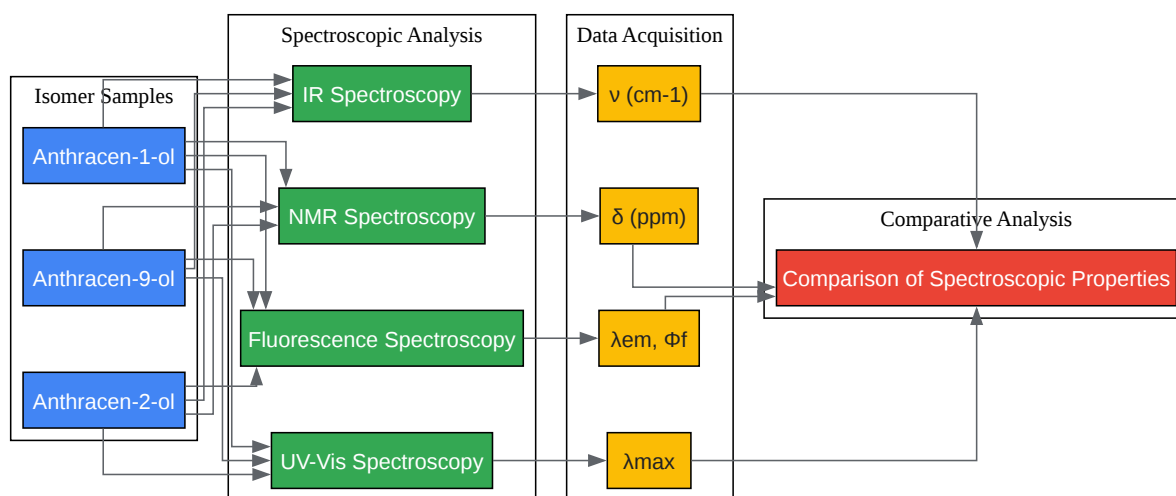 Isomer Samples
Anthracen-1-ol
Anthracen-9-ol
Anthracen-2-ol
Spectroscopic Analysis
IR Spectroscopy
NMR Spectroscopy
Fluorescence Spectroscopy
UV-Vis Spectroscopy
Data Acquisition
ν (cm-1)
δ (ppm)
λem, Φf
λmax
Comparative Analysis
Comparison of Spectroscopic Properties